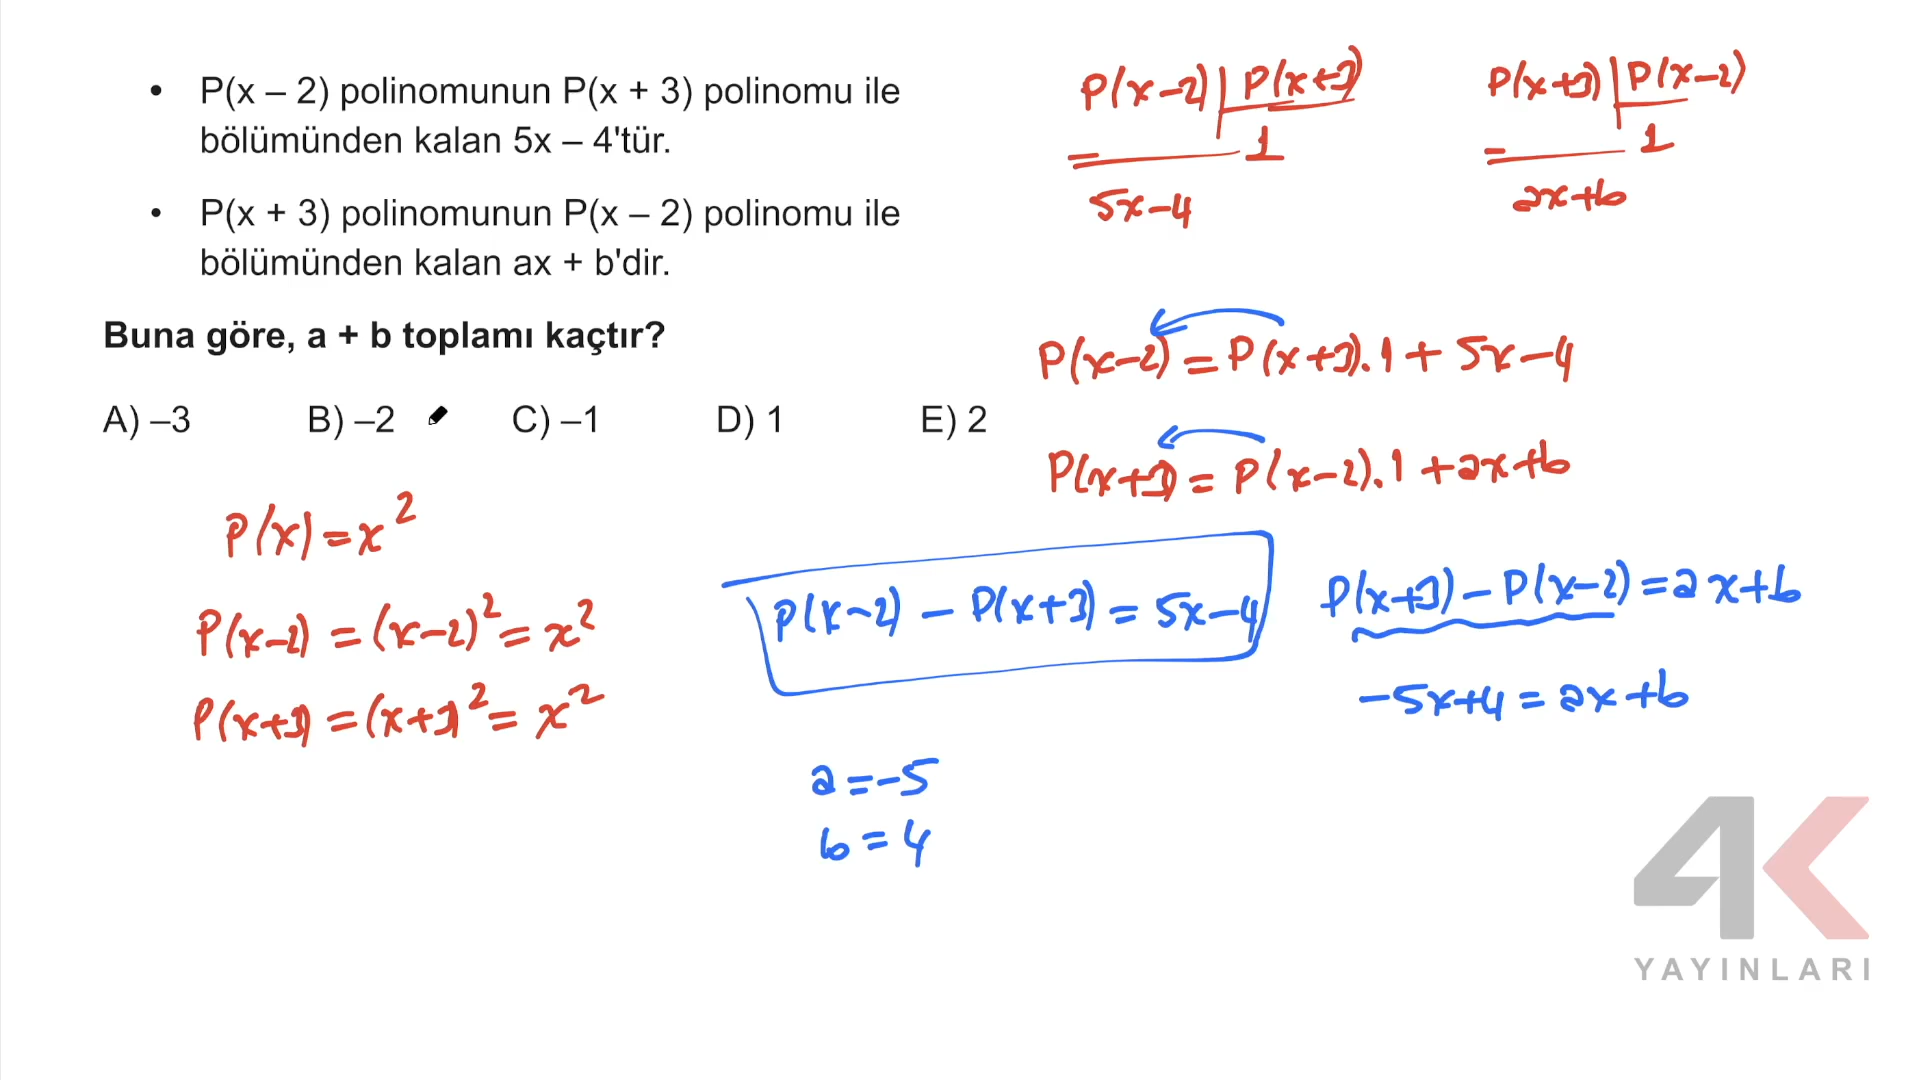 • P(x – 2) polinomunun P(x + 3) polinomu ile
bölümünden kalan 5x – 4'tür.
• P(x + 3) polinomunun P(x – 2) polinomu ile
bölümünden kalan ax + b'dir.
Buna göre, a + b toplamı kaçtır?
A) –3 B) –2 C) –1 D) 1 E) 2
P(x) = x²
P(x-2) = (x-2)² = x²
P(x+3) = (x+3)² = x²
P(x-2) | P(x+3)
1
5x-4
P(x+3) | P(x-2)
1
ax+b
P(x-2) = P(x+3).1 + 5x-4
P(x+3) = P(x-2).1 + ax+b
P(x-2) - P(x+3) = 5x-4
P(x+3) - P(x-2) = ax+b
-5x+4 = ax+b
a = -5
b = 4
4K
YAYINLARI